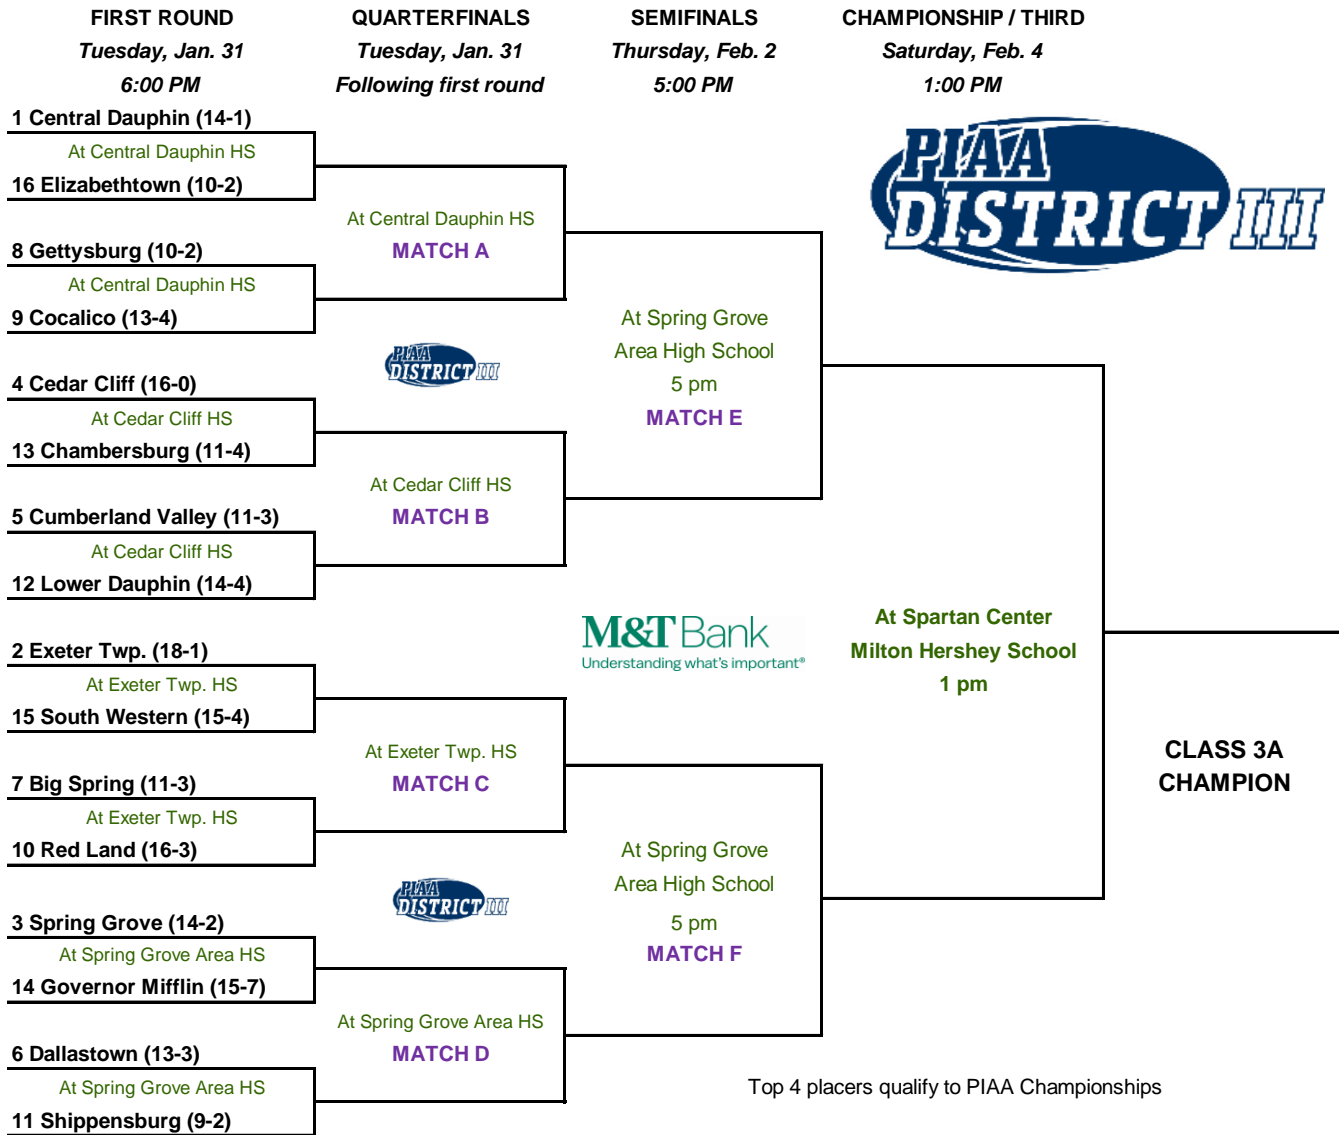 FIRST ROUND
Tuesday, Jan. 31
6:00 PM
QUARTERFINALS
Tuesday, Jan. 31
Following first round
SEMIFINALS
Thursday, Feb. 2
5:00 PM
CHAMPIONSHIP / THIRD
Saturday, Feb. 4
1:00 PM
1 Central Dauphin (14-1)
At Central Dauphin HS
16 Elizabethtown (10-2)
8 Gettysburg (10-2)
At Central Dauphin HS
9 Cocalico (13-4)
4 Cedar Cliff (16-0)
At Cedar Cliff HS
13 Chambersburg (11-4)
5 Cumberland Valley (11-3)
At Cedar Cliff HS
12 Lower Dauphin (14-4)
2 Exeter Twp. (18-1)
At Exeter Twp. HS
15 South Western (15-4)
7 Big Spring (11-3)
At Exeter Twp. HS
10 Red Land (16-3)
3 Spring Grove (14-2)
At Spring Grove Area HS
14 Governor Mifflin (15-7)
6 Dallastown (13-3)
At Spring Grove Area HS
11 Shippensburg (9-2)
At Central Dauphin HS
MATCH A
PIAA
DISTRICT III
At Cedar Cliff HS
MATCH B
At Exeter Twp. HS
MATCH C
PIAA
DISTRICT III
At Spring Grove Area HS
MATCH D
At Spring Grove
Area High School
5 pm
MATCH E
M&T Bank
Understanding what's important®
At Spring Grove
Area High School
5 pm
MATCH F
PIAA
DISTRICT III
At Spartan Center
Milton Hershey School
1 pm
CLASS 3A
CHAMPION
Top 4 placers qualify to PIAA Championships